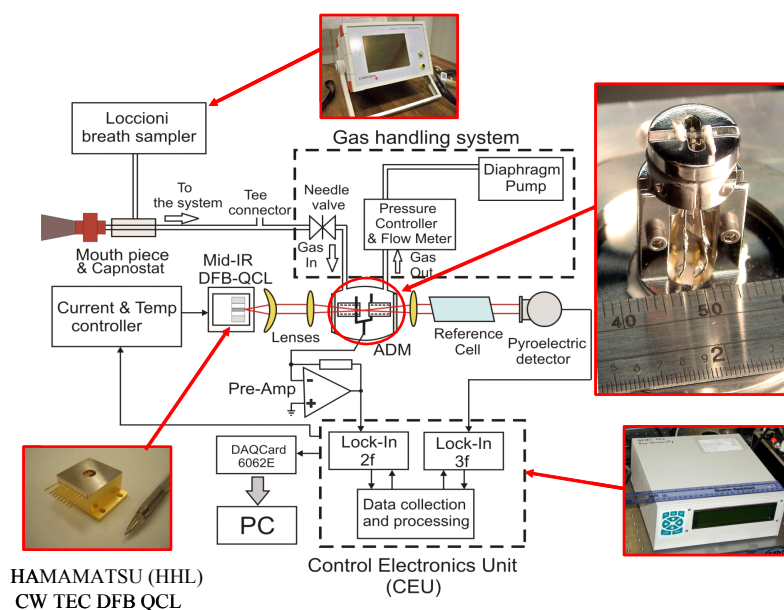 Loccioni
breath sampler
Gas handling system
Diaphragm
Pump
To
the system
Tee
connector
Needle
valve
Pressure
Controller
& Flow Meter
Gas
In
Gas
Out
Mouth piece
& Capnostat
Mid-IR
DFB-QCL
Current & Temp
controller
Lenses
ADM
Reference
Cell
Pyroelectric
detector
Pre-Amp
-
+
Lock-In
2f
Lock-In
3f
DAQCard
6062E
PC
Data collection
and processing
Control Electronics Unit
(CEU)
40
50
9
2
HAMAMATSU (HHL)
CW TEC DFB QCL